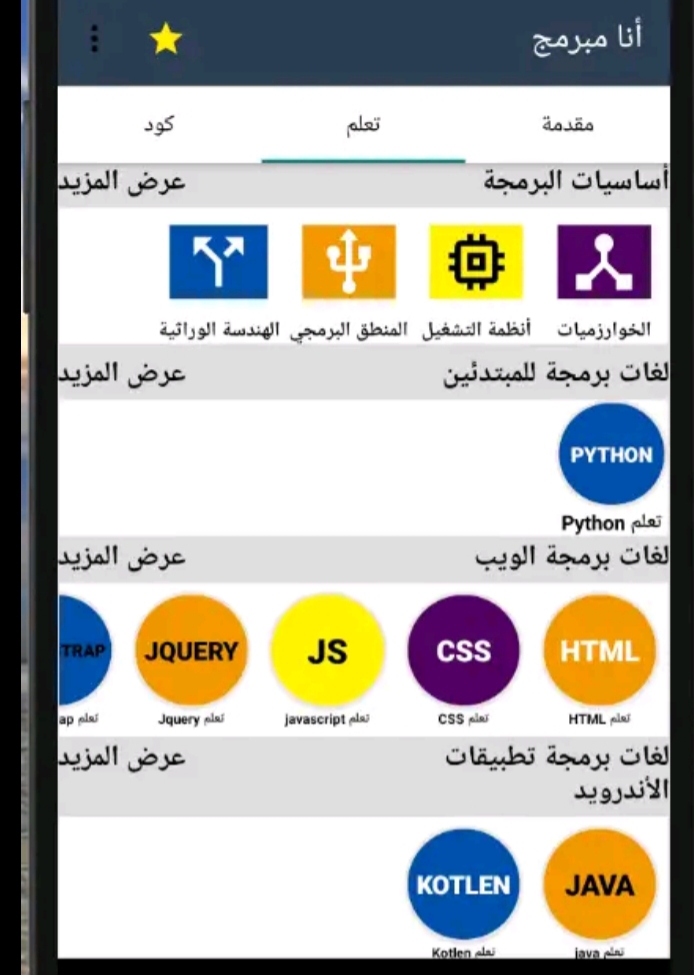 أنا مبرمج
مقدمة
تعلم
كود
أساسيات البرمجة
عرض المزيد
الخوارزميات
أنظمة التشغيل
المنطق البرمجي
الهندسة الوراثية
لغات برمجة للمبتدئين
عرض المزيد
PYTHON
تعلم Python
لغات برمجة الويب
عرض المزيد
HTML
CSS
JS
JQUERY
TRAP
تعلم HTML
تعلم CSS
تعلم javascript
تعلم Jquery
تعلم ap
لغات برمجة تطبيقات
الأندرويد
عرض المزيد
JAVA
KOTLEN
تعلم java
تعلم Kotlen